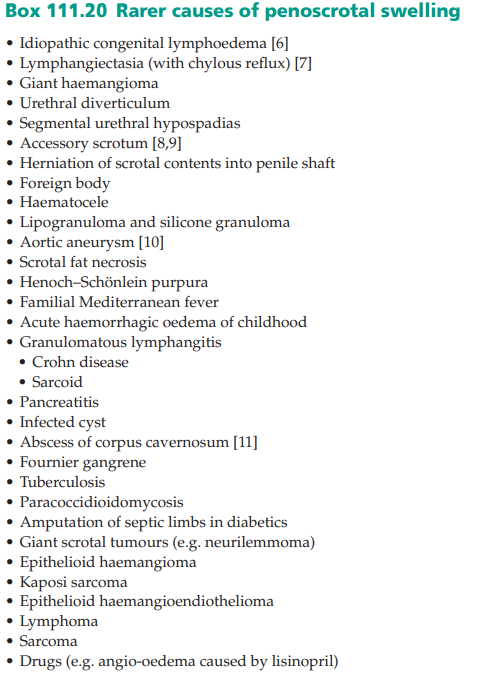 Box 111.20 Rarer causes of penoscrotal swelling
• Idiopathic congenital lymphoedema [6]
• Lymphangiectasia (with chylous reflux) [7]
• Giant haemangioma
• Urethral diverticulum
• Segmental urethral hypospadias
• Accessory scrotum [8,9]
• Herniation of scrotal contents into penile shaft
• Foreign body
• Haematocele
• Lipogranuloma and silicone granuloma
• Aortic aneurysm [10]
• Scrotal fat necrosis
• Henoch–Schönlein purpura
• Familial Mediterranean fever
• Acute haemorrhagic oedema of childhood
• Granulomatous lymphangitis
• Crohn disease
• Sarcoid
• Pancreatitis
• Infected cyst
• Abscess of corpus cavernosum [11]
• Fournier gangrene
• Tuberculosis
• Paracoccidioidomycosis
• Amputation of septic limbs in diabetics
• Giant scrotal tumours (e.g. neurilemmoma)
• Epithelioid haemangioma
• Kaposi sarcoma
• Epithelioid haemangioendothelioma
• Lymphoma
• Sarcoma
• Drugs (e.g. angio-oedema caused by lisinopril)